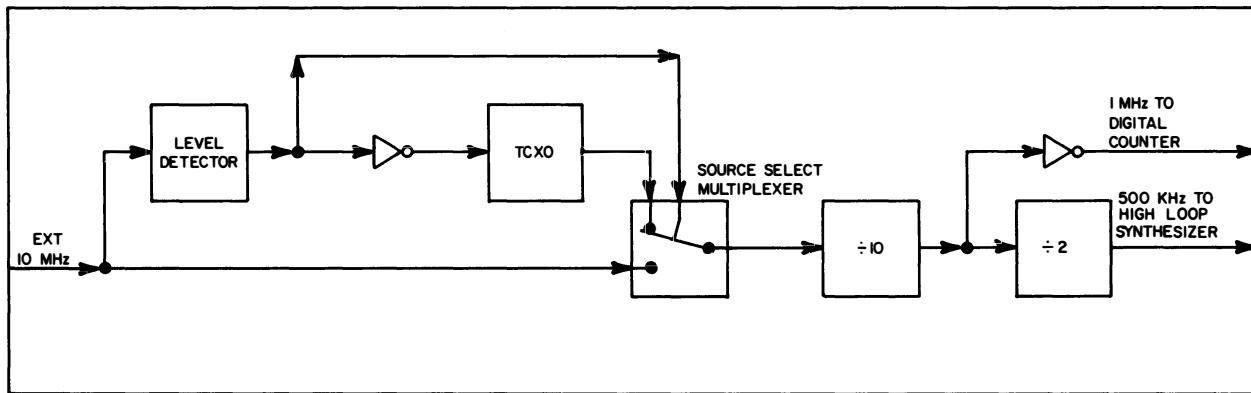 LEVEL
DETECTOR
TCXO
SOURCE SELECT
MULTIPLEXER
1 MHz TO
DIGITAL
COUNTER
÷10
÷2
500 KHz TO
HIGH LOOP
SYNTHESIZER
EXT
10 MHz